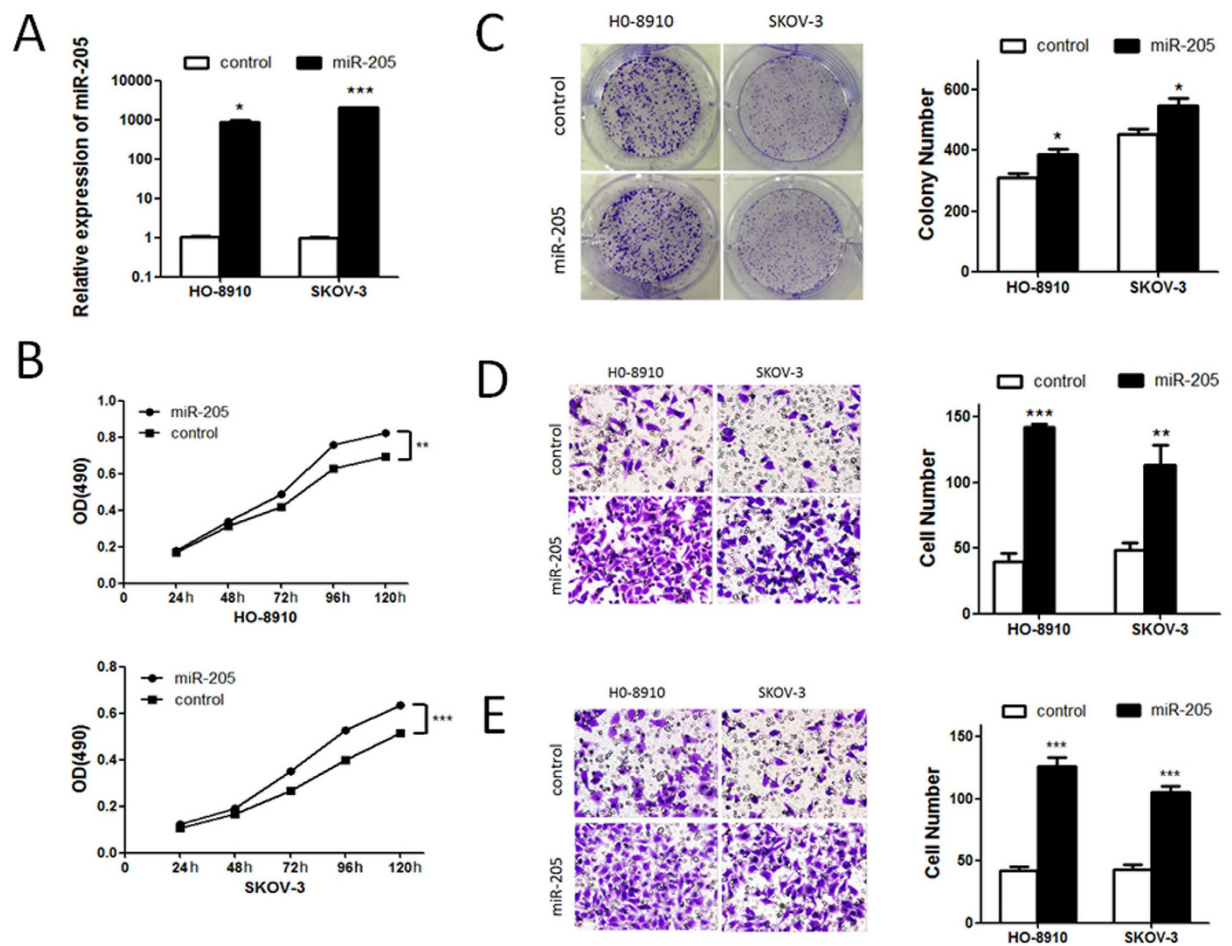 A
control miR-205
Relative expression of miR-205
10000
1000
100
10
1
0.1
*
***
HO-8910 SKOV-3
B
1.0
0.8
0.6
0.4
0.2
0.0
OD(490)
miR-205
control
**
0 24h 48h 72h 96h 120h
HO-8910
0.8
0.6
0.4
0.2
0.0
OD(490)
miR-205
control
***
0 24h 48h 72h 96h 120h
SKOV-3
C
H0-8910 SKOV-3
control
miR-205
control miR-205
Colony Number
600
400
200
0
*
*
HO-8910 SKOV-3
D
H0-8910 SKOV-3
control
miR-205
control miR-205
Cell Number
150
100
50
0
***
**
HO-8910 SKOV-3
E
H0-8910 SKOV-3
control
miR-205
control miR-205
Cell Number
150
100
50
0
***
***
HO-8910 SKOV-3